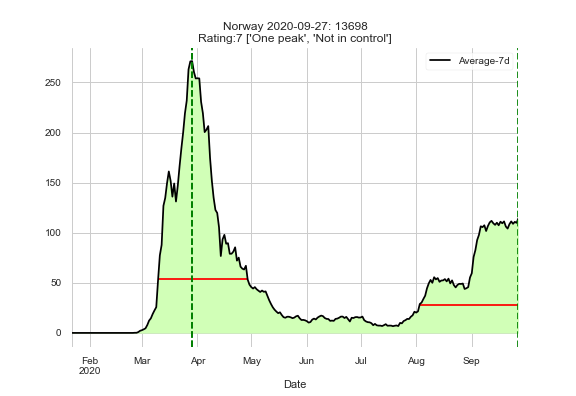 Norway 2020-09-27: 13698
Rating:7 ['One peak', 'Not in control']
Average-7d
250
200
150
100
50
0
Feb Mar Apr May Jun Jul Aug Sep
2020
Date